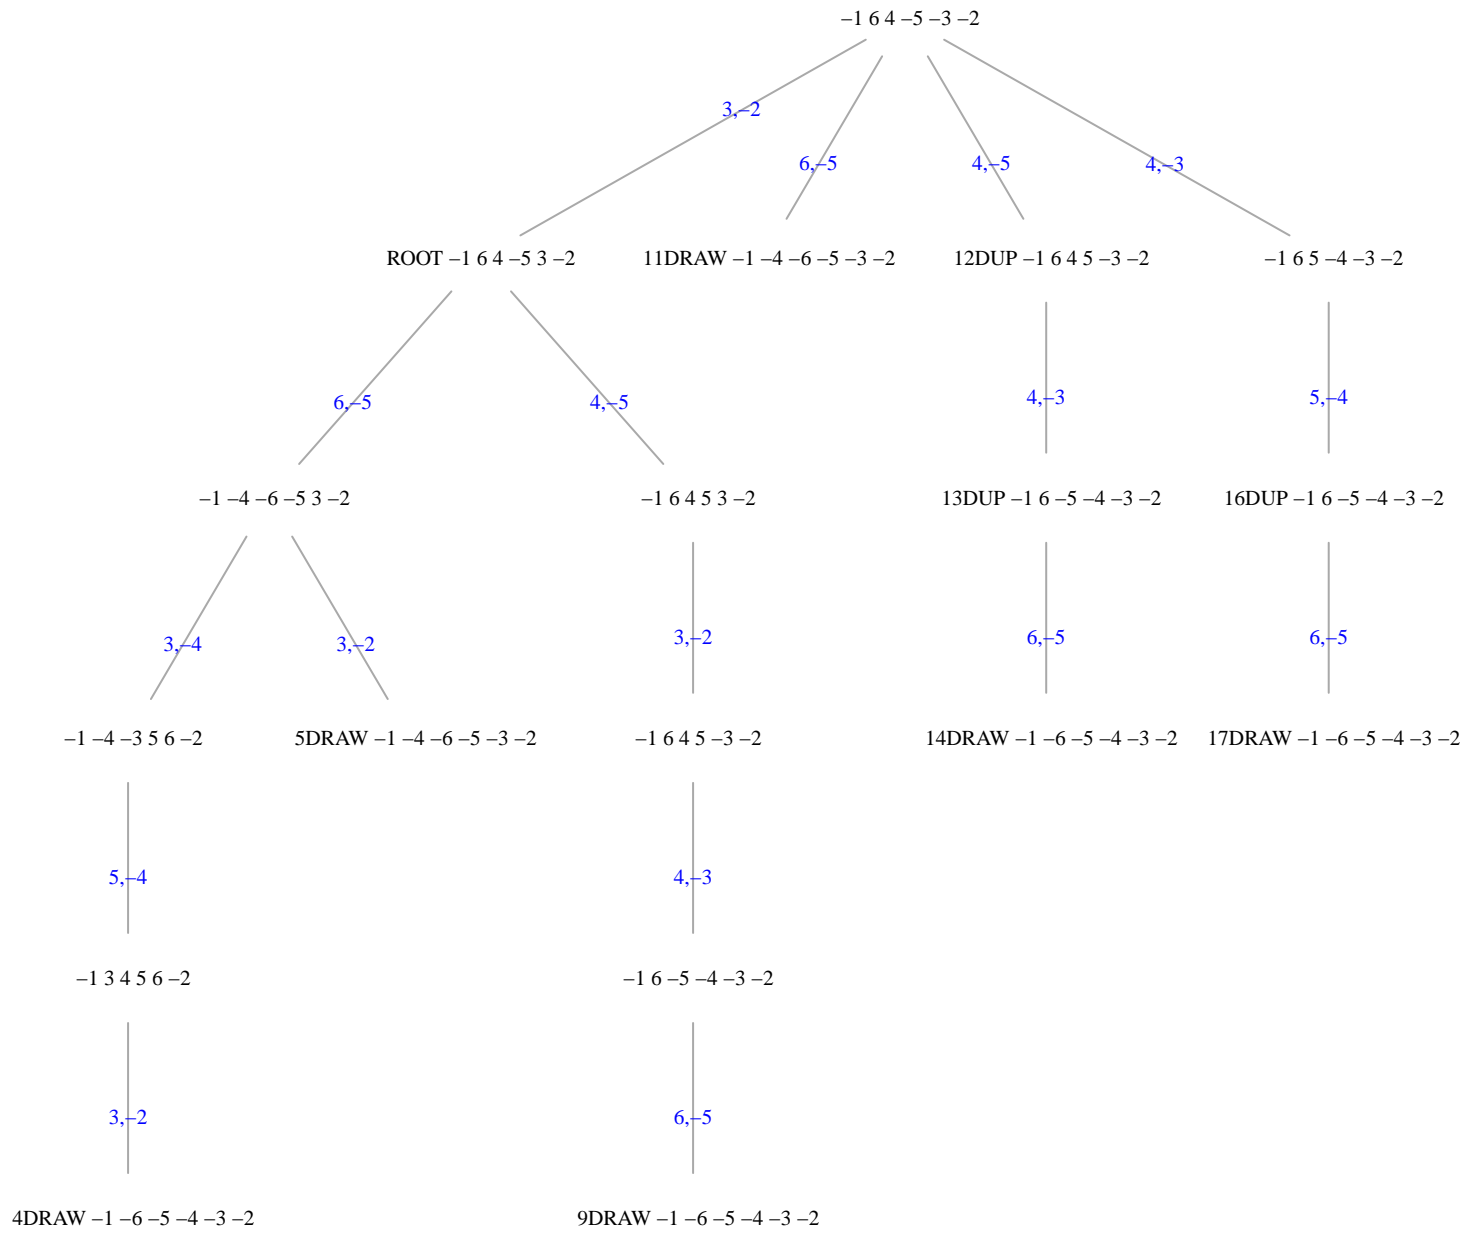 –1 6 4 –5 –3 –2
3,–2
6,–5
4,–5
4,–3
ROOT –1 6 4 –5 3 –2
11DRAW –1 –4 –6 –5 –3 –2
12DUP –1 6 4 5 –3 –2
–1 6 5 –4 –3 –2
6,–5
4,–5
4,–3
5,–4
–1 –4 –6 –5 3 –2
–1 6 4 5 3 –2
13DUP –1 6 –5 –4 –3 –2
16DUP –1 6 –5 –4 –3 –2
3,–4
3,–2
3,–2
6,–5
6,–5
–1 –4 –3 5 6 –2
5DRAW –1 –4 –6 –5 –3 –2
–1 6 4 5 –3 –2
14DRAW –1 –6 –5 –4 –3 –2
17DRAW –1 –6 –5 –4 –3 –2
5,–4
4,–3
–1 3 4 5 6 –2
–1 6 –5 –4 –3 –2
3,–2
6,–5
4DRAW –1 –6 –5 –4 –3 –2
9DRAW –1 –6 –5 –4 –3 –2